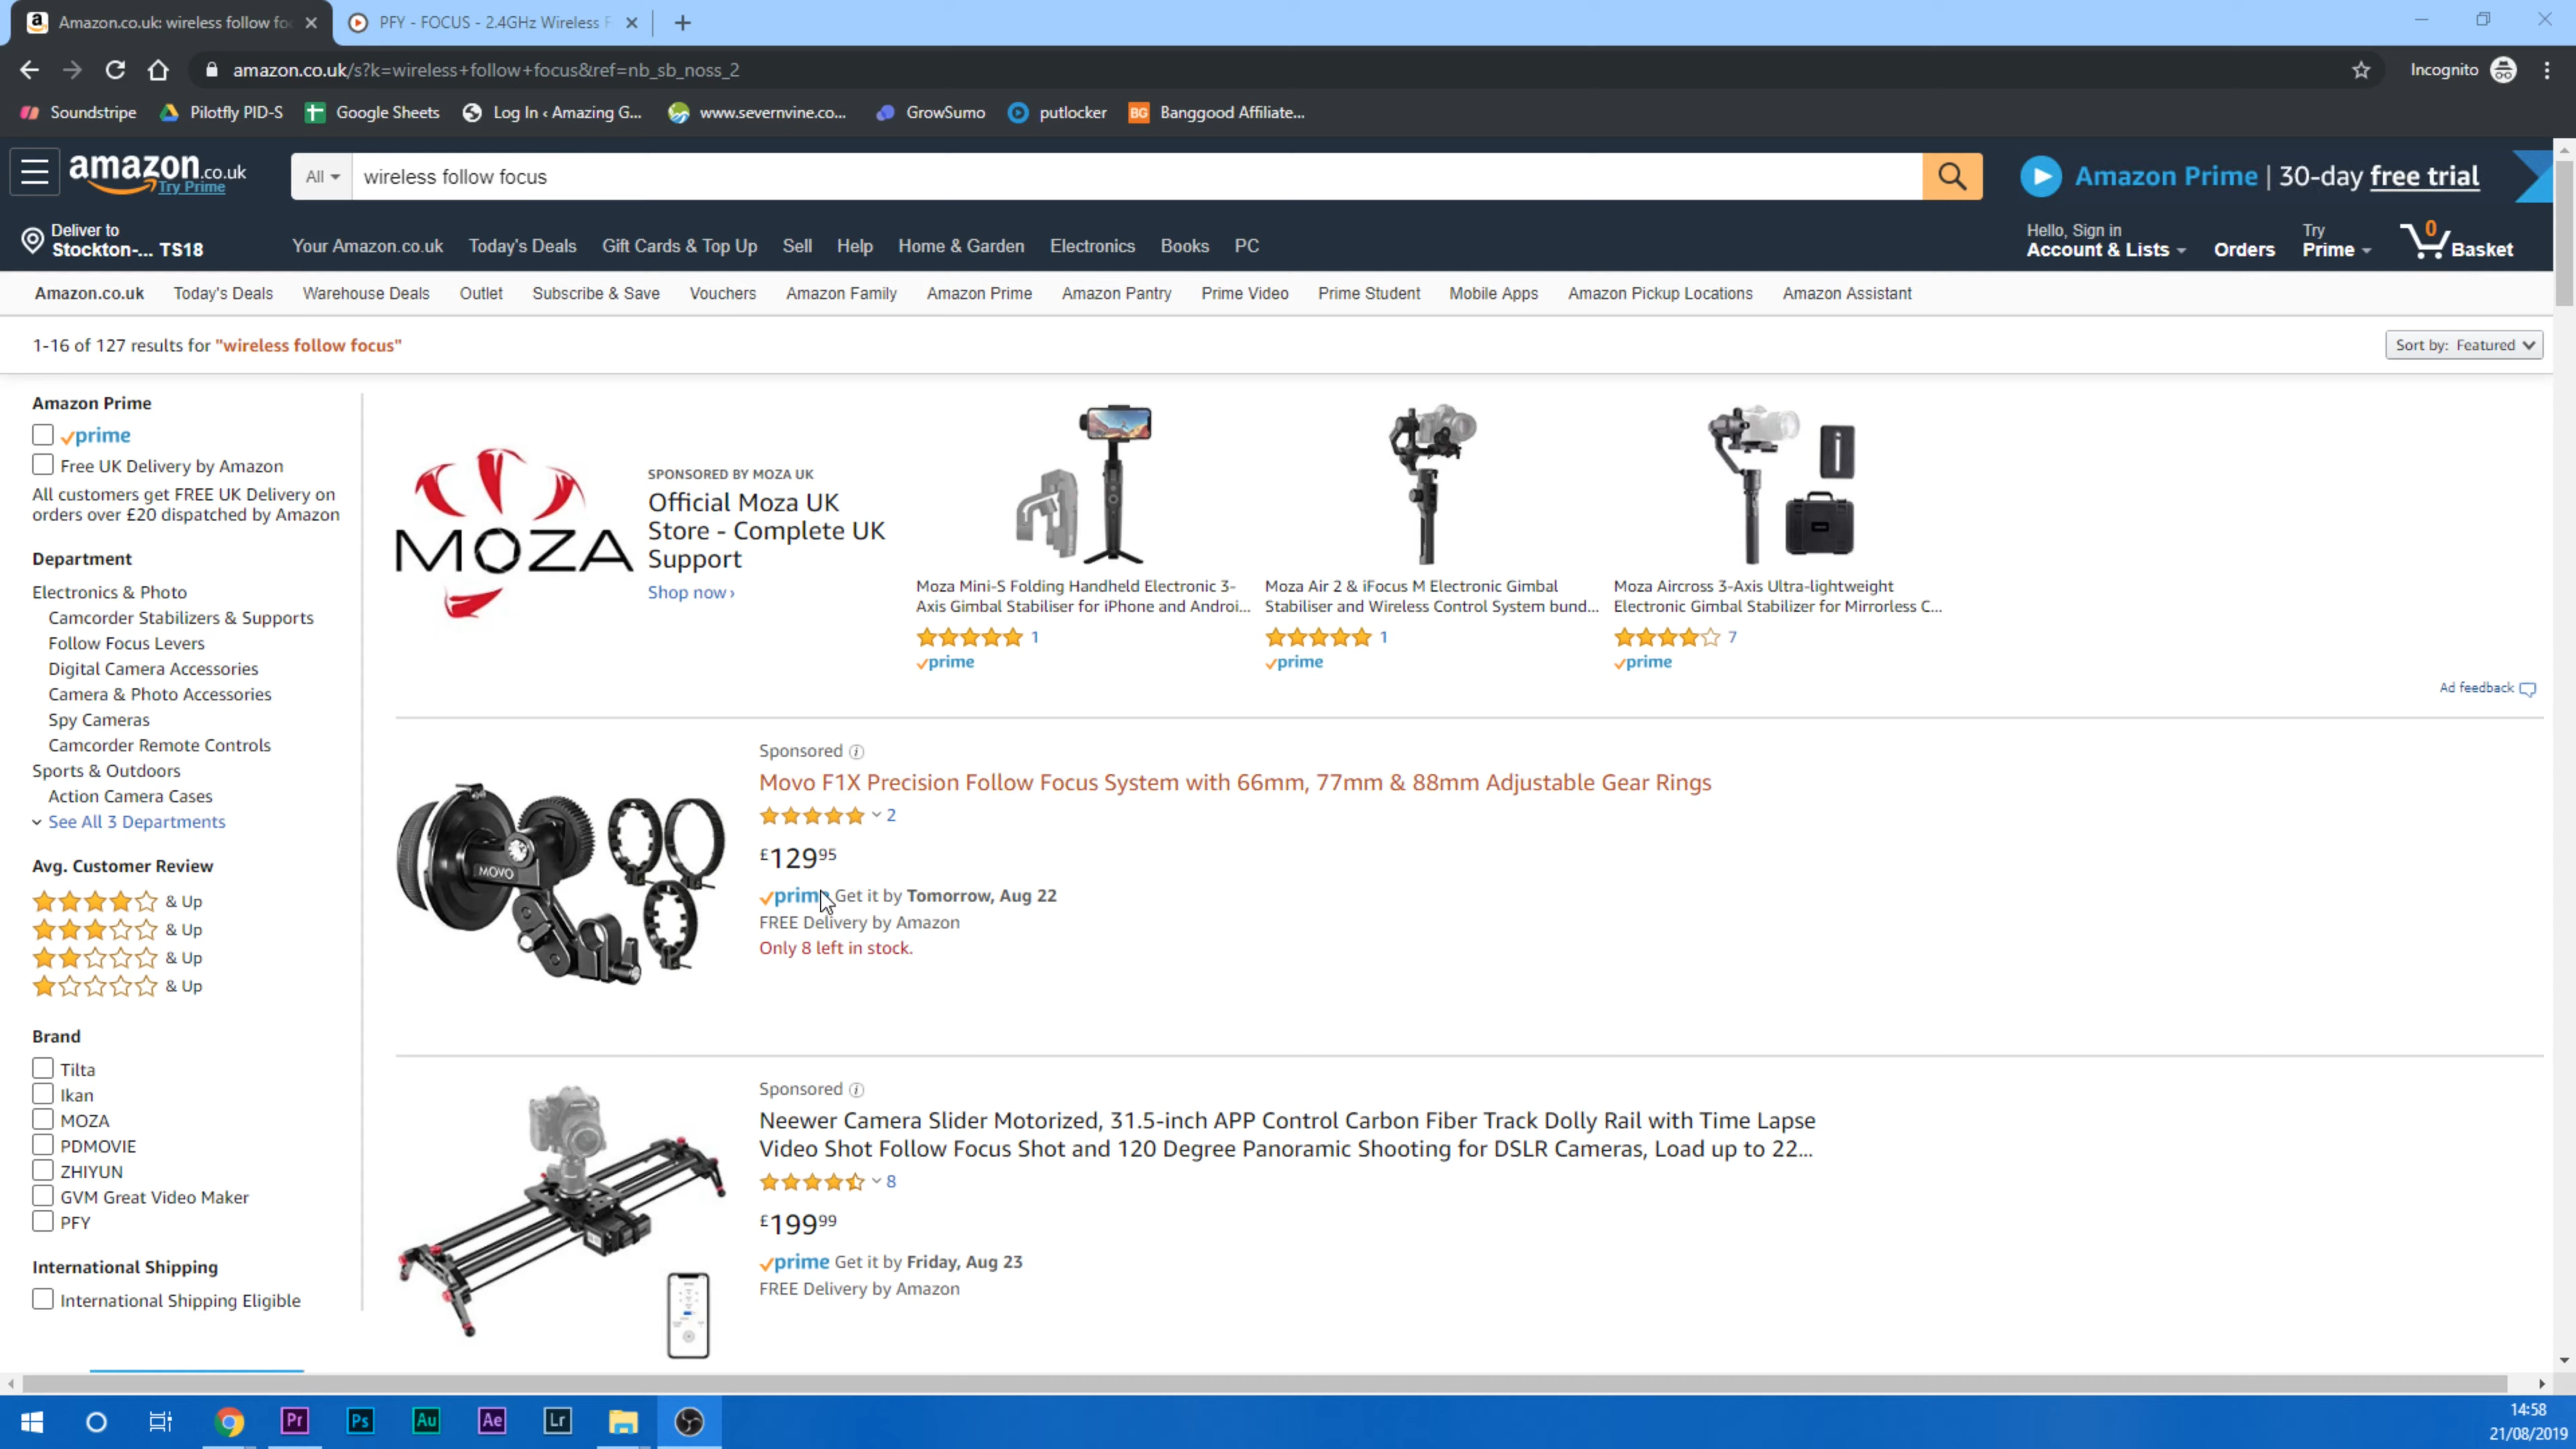 Amazon.co.uk: wireless follow foc
PFY - FOCUS - 2.4GHz Wireless F
amazon.co.uk/s?k=wireless+follow+focus&ref=nb_sb_noss_2
Incognito
Soundstripe
Pilotfly PID-S
Google Sheets
Log In ‹ Amazing G...
www.severnvine.co...
GrowSumo
putlocker
BG
Banggood Affiliate...
amazon.co.uk
Try Prime
All
wireless follow focus
Amazon Prime | 30-day free trial
Deliver to
Stockton-... TS18
Your Amazon.co.uk
Today's Deals
Gift Cards & Top Up
Sell
Help
Home & Garden
Electronics
Books
PC
Hello, Sign in
Account & Lists
Orders
Try
Prime
0
Basket
Amazon.co.uk
Today's Deals
Warehouse Deals
Outlet
Subscribe & Save
Vouchers
Amazon Family
Amazon Prime
Amazon Pantry
Prime Video
Prime Student
Mobile Apps
Amazon Pickup Locations
Amazon Assistant
1-16 of 127 results for "wireless follow focus"
Sort by: Featured
Amazon Prime
prime
Free UK Delivery by Amazon
All customers get FREE UK Delivery on
orders over £20 dispatched by Amazon
Department
Electronics & Photo
Camcorder Stabilizers & Supports
Follow Focus Levers
Digital Camera Accessories
Camera & Photo Accessories
Spy Cameras
Camcorder Remote Controls
Sports & Outdoors
Action Camera Cases
See All 3 Departments
Avg. Customer Review
& Up
& Up
& Up
& Up
Brand
Tilta
Ikan
MOZA
PDMOVIE
ZHIYUN
GVM Great Video Maker
PFY
International Shipping
International Shipping Eligible
MOZA
SPONSORED BY MOZA UK
Official Moza UK
Store - Complete UK
Support
Shop now ›
Moza Mini-S Folding Handheld Electronic 3-
Axis Gimbal Stabiliser for iPhone and Androi...
1
prime
Moza Air 2 & iFocus M Electronic Gimbal
Stabiliser and Wireless Control System bund...
1
prime
Moza Aircross 3-Axis Ultra-lightweight
Electronic Gimbal Stabilizer for Mirrorless C...
7
prime
Ad feedback
MOVO
Sponsored
Movo F1X Precision Follow Focus System with 66mm, 77mm & 88mm Adjustable Gear Rings
2
£12995
prime Get it by Tomorrow, Aug 22
FREE Delivery by Amazon
Only 8 left in stock.
Sponsored
Neewer Camera Slider Motorized, 31.5-inch APP Control Carbon Fiber Track Dolly Rail with Time Lapse
Video Shot Follow Focus Shot and 120 Degree Panoramic Shooting for DSLR Cameras, Load up to 22...
8
£19999
prime Get it by Friday, Aug 23
FREE Delivery by Amazon
Pr
Ps
Au
Ae
Lr
14:58
21/08/2019